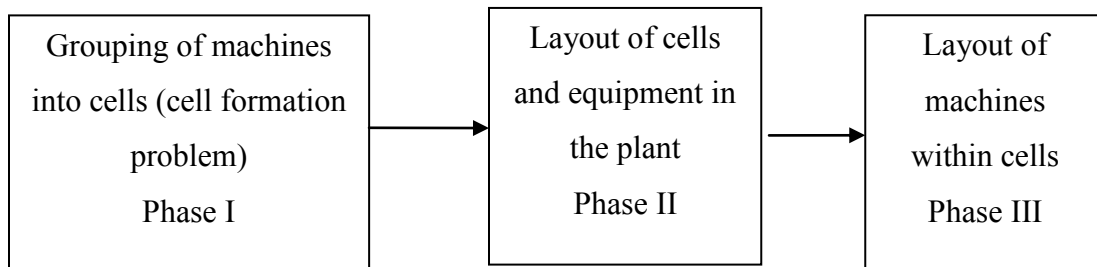 Grouping of machines
into cells (cell formation
problem)
Phase I
Layout of cells
and equipment in
the plant
Phase II
Layout of
machines
within cells
Phase III